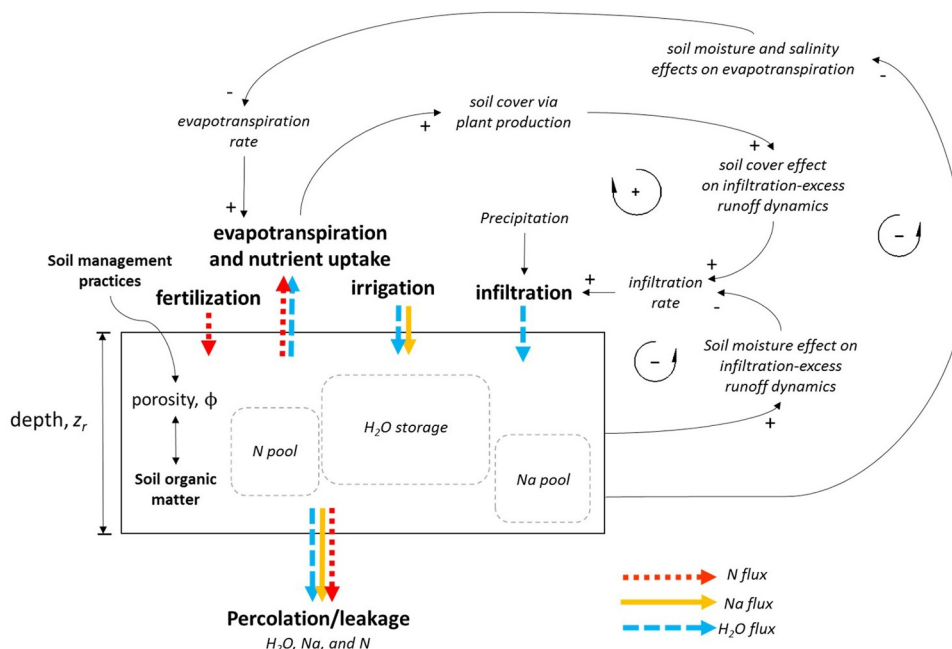 soil moisture and salinity
effects on evapotranspiration
-
-
evapotranspiration
rate
soil cover via
plant production
+
+
soil cover effect
on infiltration-excess
runoff dynamics
+
+
evapotranspiration
and nutrient uptake
Precipitation
-
Soil management
practices
fertilization
irrigation
infiltration
+
infiltration
rate
+
-
Soil moisture effect on
infiltration-excess
runoff dynamics
-
+
depth, zᵣ
porosity, ϕ
H₂O storage
N pool
Soil organic
matter
Na pool
Percolation/leakage
H₂O, Na, and N
N flux
Na flux
H₂O flux